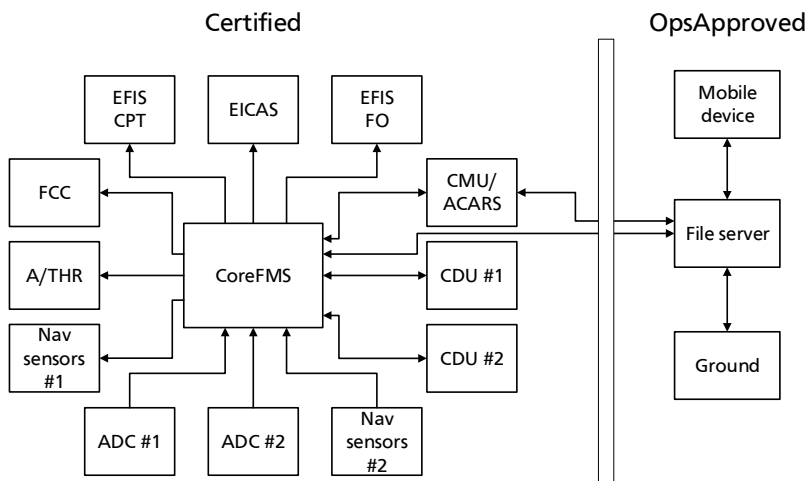 Certified
OpsApproved
EFIS
CPT
EICAS
EFIS
FO
Mobile
device
FCC
CMU/
ACARS
File server
A/THR
CoreFMS
CDU #1
Nav
sensors
#1
CDU #2
Ground
ADC #1
ADC #2
Nav
sensors
#2